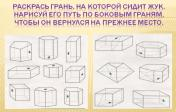 РАСКРАСЬ ГРАНЬ, НА КОТОРОЙ СИДИТ ЖУК.
НАРИСУЙ ЕГО ПУТЬ ПО БОКОВЫМ ГРАНЯМ,
ЧТОБЫ ОН ВЕРНУЛСЯ НА ПРЕЖНЕЕ МЕСТО.